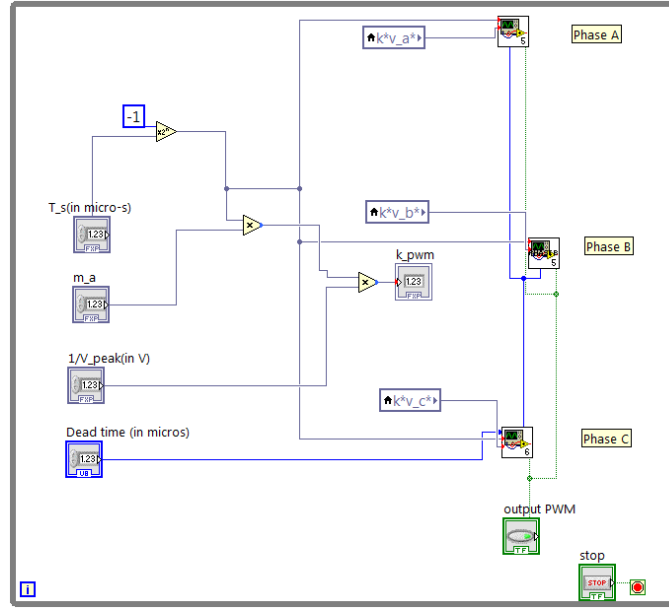 k*v_a*
5
Phase A
-1
x2ⁿ
T_s(in micro-s)
1.23
FXP
k*v_b*
x
5
Phase B
m_a
1.23
FXP
k_pwm
x
1.23
FXP
1/V_peak(in V)
1.23
FXP
k*v_c*
Dead time (in micros)
1.23
U8
6
Phase C
output PWM
TF
stop
STOP
TF
i